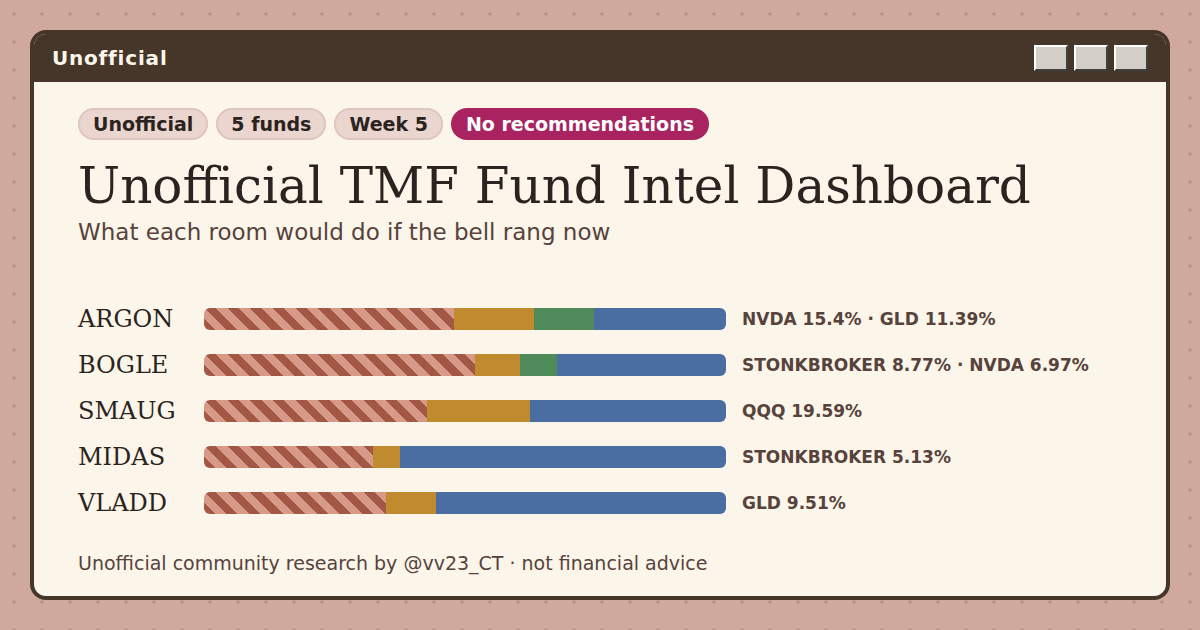 Unofficial
Unofficial 5 funds Week 5 No recommendations
Unofficial TMF Fund Intel Dashboard
What each room would do if the bell rang now
ARGON NVDA 15.4% · GLD 11.39%
BOGLE STONKBROKER 8.77% · NVDA 6.97%
SMAUG QQQ 19.59%
MIDAS STONKBROKER 5.13%
VLADD GLD 9.51%
Unofficial community research by @vv23_CT · not financial advice